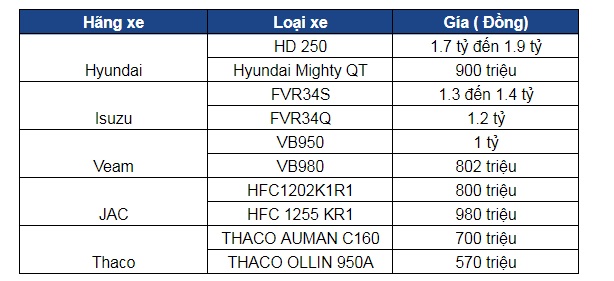 Hãng xe Loại xe Gía ( Đồng)
HD 250 1.7 tỷ đến 1.9 tỷ
Hyundai Hyundai Mighty QT 900 triệu
FVR34S 1.3 đến 1.4 tỷ
Isuzu FVR34Q 1.2 tỷ
VB950 1 tỷ
Veam VB980 802 triệu
HFC1202K1R1 800 triệu
JAC HFC 1255 KR1 980 triệu
THACO AUMAN C160 700 triệu
Thaco THACO OLLIN 950A 570 triệu